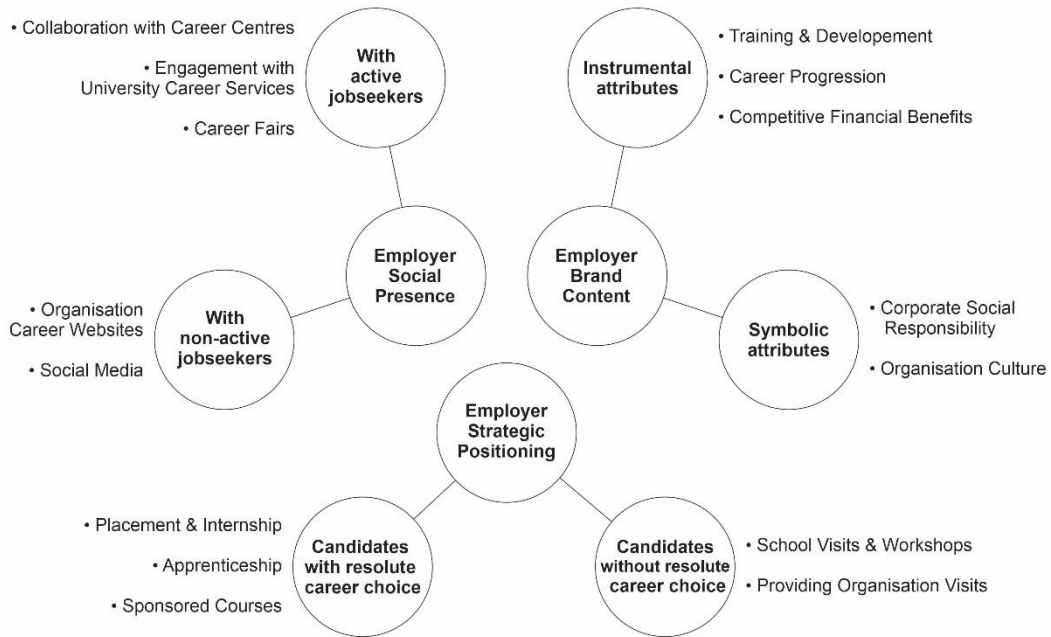 • Collaboration with Career Centres
• Engagement with
University Career Services
• Career Fairs
With
active
jobseekers
Instrumental
attributes
• Training & Developement
• Career Progression
• Competitive Financial Benefits
Employer
Social
Presence
Employer
Brand
Content
• Organisation
Career Websites
• Social Media
With
non-active
jobseekers
Symbolic
attributes
• Corporate Social
Responsibility
• Organisation Culture
Employer
Strategic
Positioning
• Placement & Internship
• Apprenticeship
• Sponsored Courses
Candidates
with resolute
career choice
Candidates
without resolute
career choice
• School Visits & Workshops
• Providing Organisation Visits